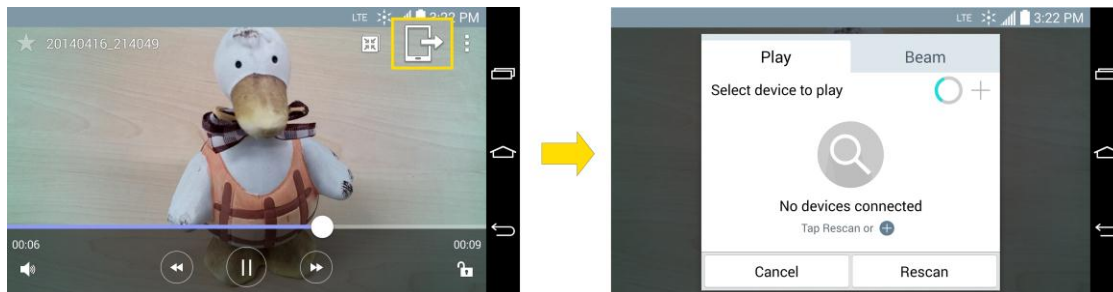 LTE 3:22 PM
20140416_214049
00:06
00:09
LTE 3:22 PM
Play
Beam
Select device to play
No devices connected
Tap Rescan or
Cancel
Rescan